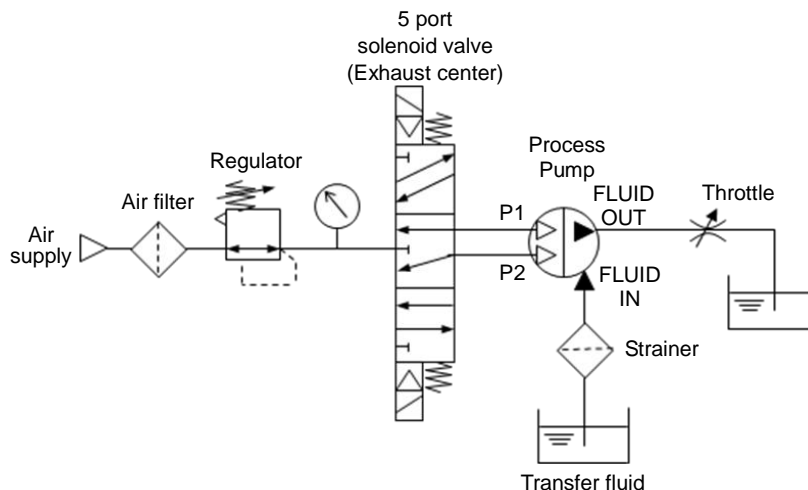 5 port
solenoid valve
(Exhaust center)
Process
Pump
Regulator
Air filter
Air
supply
P1
P2
FLUID
OUT
Throttle
FLUID
IN
Strainer
Transfer fluid